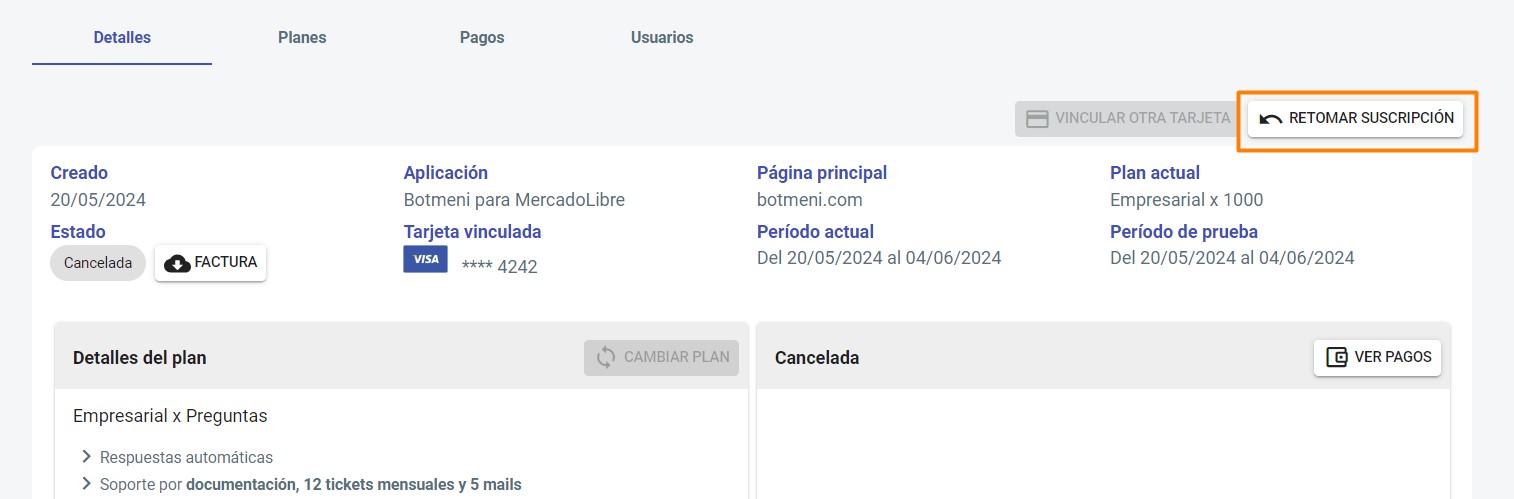 Detalles Planes Pagos Usuarios
VINCULAR OTRA TARJETA RETOMAR SUSCRIPCIÓN
Creado Aplicación Página principal Plan actual
20/05/2024 Botmeni para MercadoLibre botmeni.com Empresarial x 1000
Estado Tarjeta vinculada Período actual Período de prueba
Cancelada FACTURA VISA **** 4242 Del 20/05/2024 al 04/06/2024 Del 20/05/2024 al 04/06/2024
Detalles del plan CAMBIAR PLAN Cancelada VER PAGOS
Empresarial x Preguntas
Respuestas automáticas
Soporte por documentación, 12 tickets mensuales y 5 mails